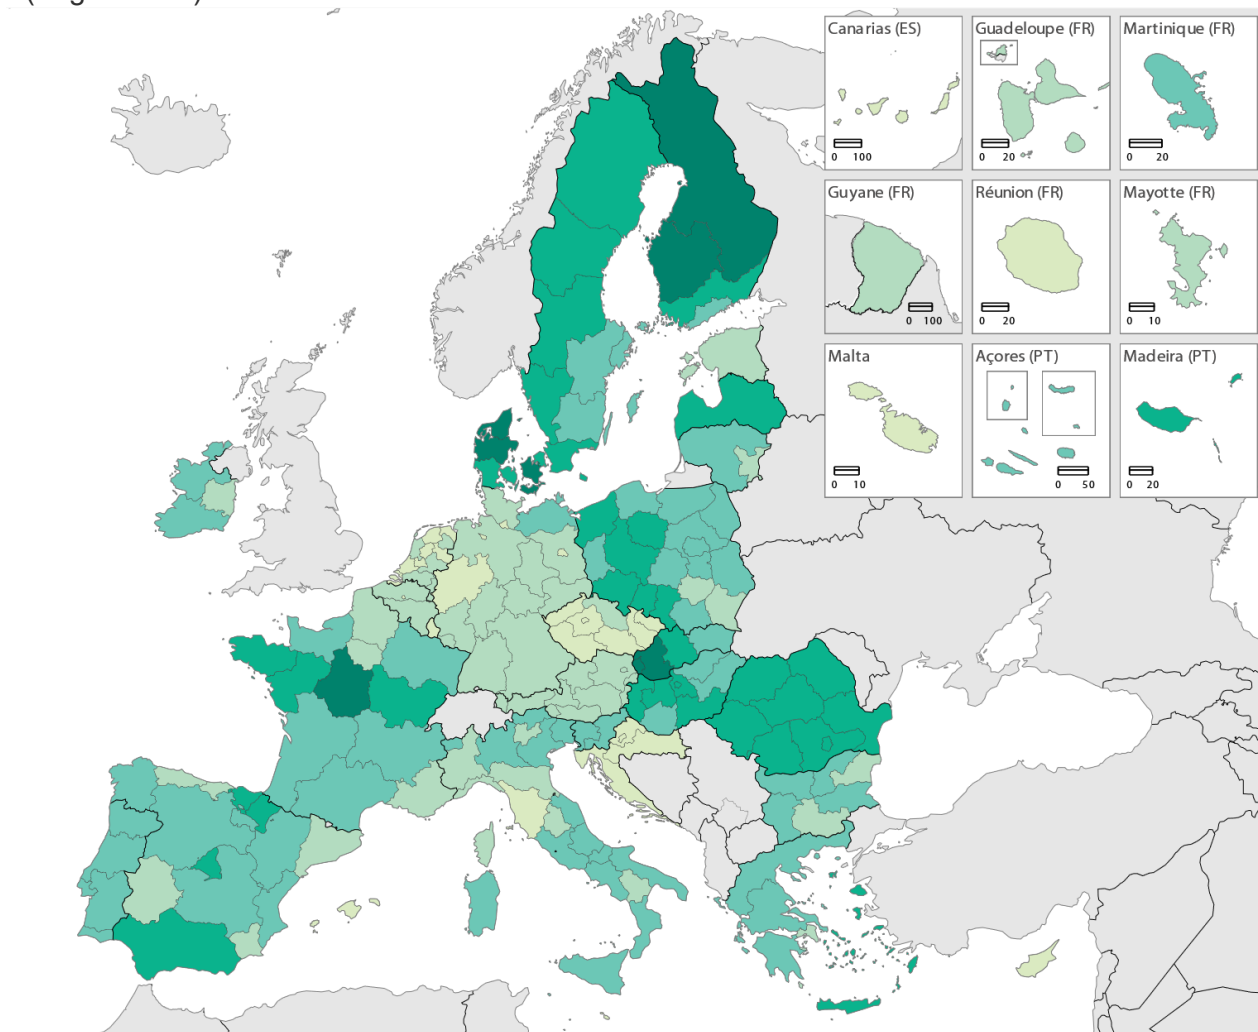 Canarias (ES)
0 100
Guadeloupe (FR)
0 20
Martinique (FR)
0 20
Guyane (FR)
0 100
Réunion (FR)
0 20
Mayotte (FR)
0 10
Malta
0 10
Açores (PT)
0 50
Madeira (PT)
0 20